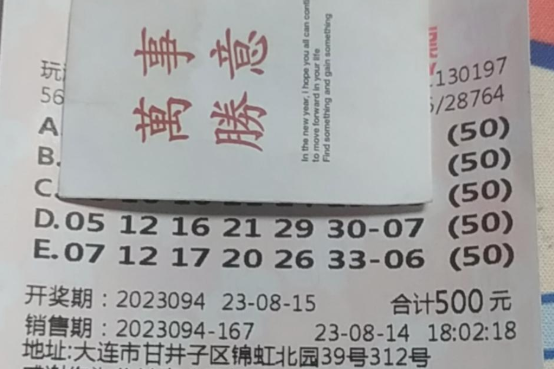 萬事
勝意
In the new year, I hope you all can conti
to move forward in your life
Find something and gain something
玩
130197
56
/28764
A (50)
B. (50)
C. (50)
D. 05 12 16 21 29 30-07 (50)
E. 07 12 17 20 26 33-06 (50)
开奖期：2023094 23-08-15 合计500元
销售期：2023094-167 23-08-14 18:02:18
地址:大连市甘井子区锦虹北园39号312号